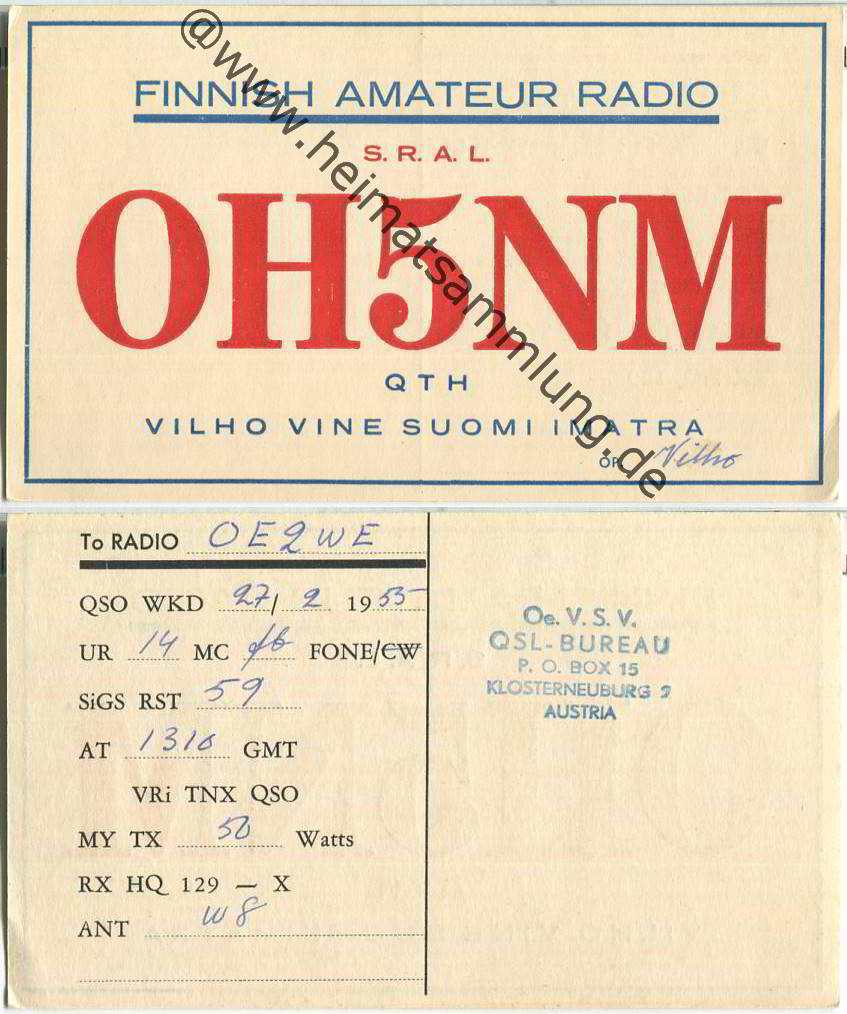 FINNISH AMATEUR RADIO
S. R. A. L.
OH5NM
QTH
VILHO VINE SUOMI IMATRA
OP. Vilho
@www.heimatsammlung.de
To RADIO OE2WE
QSO WKD 27/ 2 1955
UR 14 MC fb FONE/CW
SiGS RST 59
AT 1310 GMT
VRi TNX QSO
MY TX 50 Watts
RX HQ 129 — X
ANT W8
Oe. V. S. V.
QSL-BUREAU
P. O. BOX 15
KLOSTERNEUBURG 2
AUSTRIA